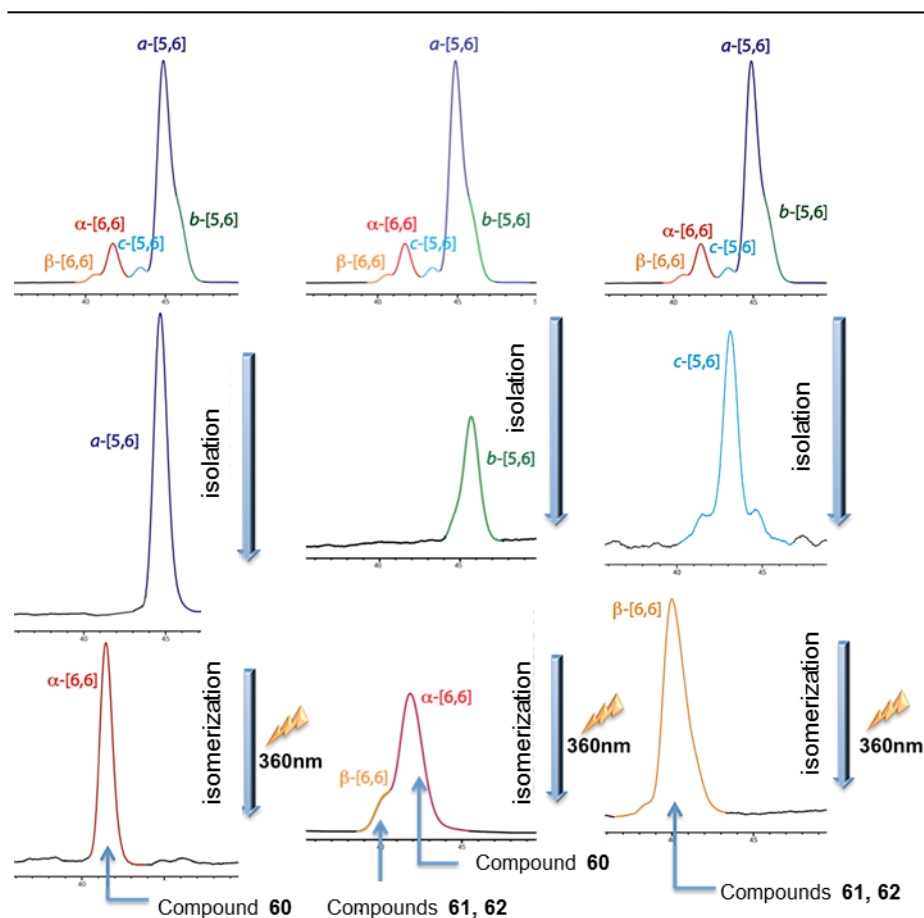 a-[5,6]
α-[6,6]
c-[5,6]
β-[6,6]
b-[5,6]
40
45
a-[5,6]
α-[6,6]
c-[5,6]
β-[6,6]
b-[5,6]
40
45
a-[5,6]
α-[6,6]
c-[5,6]
β-[6,6]
b-[5,6]
40
45
a-[5,6]
isolation
40
45
b-[5,6]
isolation
40
45
c-[5,6]
isolation
40
45
α-[6,6]
isomerization
360nm
40
45
Compound 60
β-[6,6]
α-[6,6]
isomerization
360nm
40
45
Compound 60
Compounds 61, 62
β-[6,6]
isomerization
360nm
40
45
Compounds 61, 62